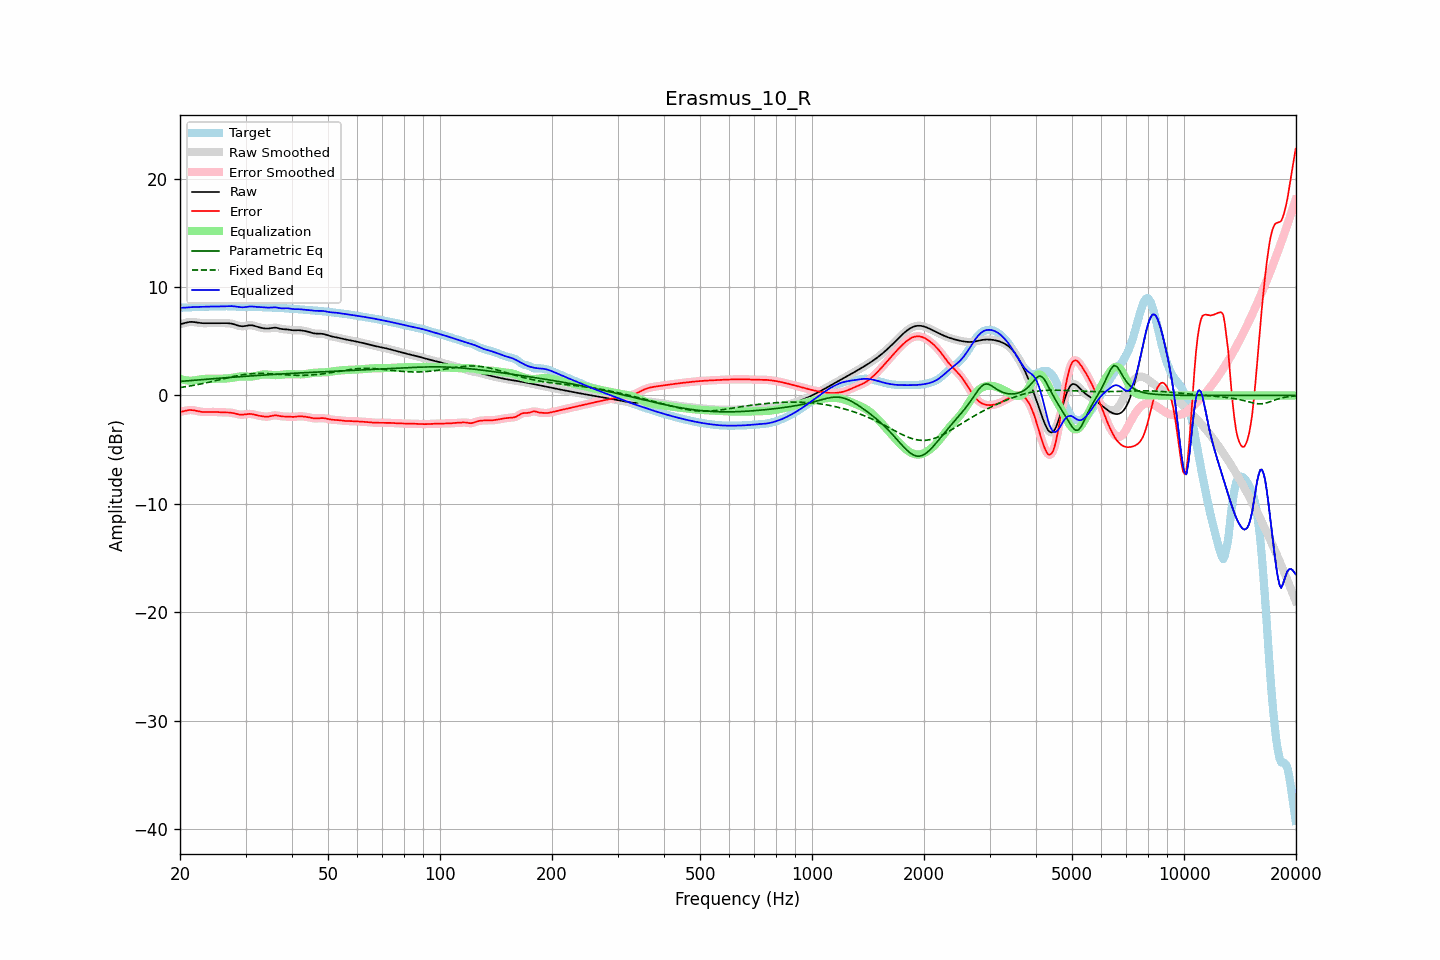 Erasmus_10_R
Target
Raw Smoothed
Error Smoothed
Raw
Error
Equalization
Parametric Eq
Fixed Band Eq
Equalized
Amplitude (dBr)
20
10
0
−10
−20
−30
−40
20 50 100 200 500 1000 2000 5000 10000 20000
Frequency (Hz)